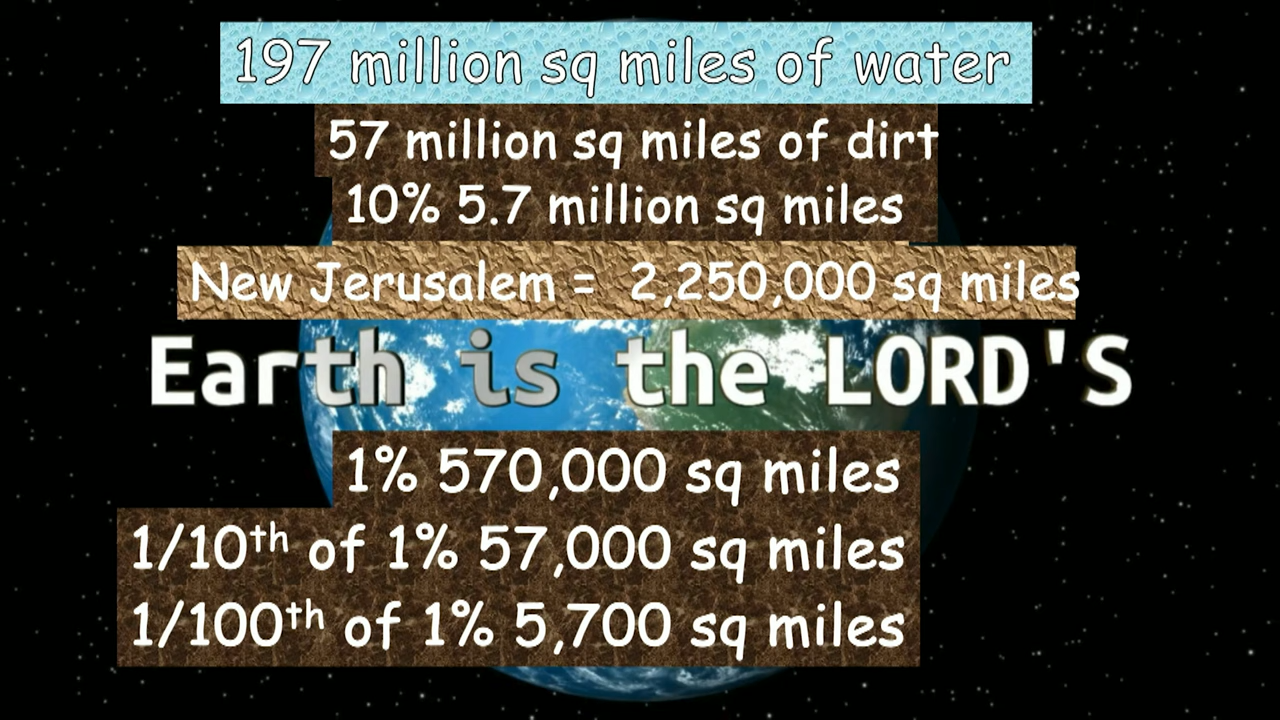 197 million sq miles of water
57 million sq miles of dirt
10% 5.7 million sq miles
New Jerusalem = 2,250,000 sq miles
Earth is the LORD'S
1% 570,000 sq miles
1/10th of 1% 57,000 sq miles
1/100th of 1% 5,700 sq miles